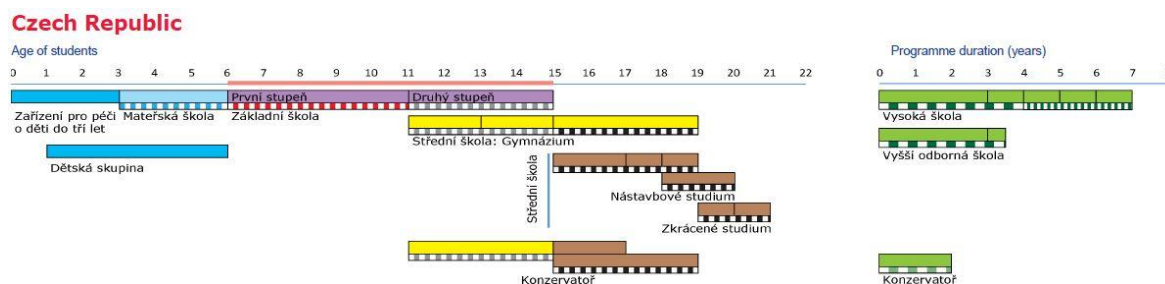 Czech Republic
Age of students
Programme duration (years)
0 1 2 3 4 5 6 7 8 9 10 11 12 13 14 15 16 17 18 19 20 21 22
0 1 2 3 4 5 6 7
První stupeň
Druhý stupeň
Zařízení pro péči
o děti do tří let
Mateřská škola
Základní škola
Vysoká škola
Střední škola: Gymnázium
Vyšší odborná škola
Dětská skupina
Střední škola
Nástavbové studium
Zkrácené studium
Konzervatoř
Konzervatoř